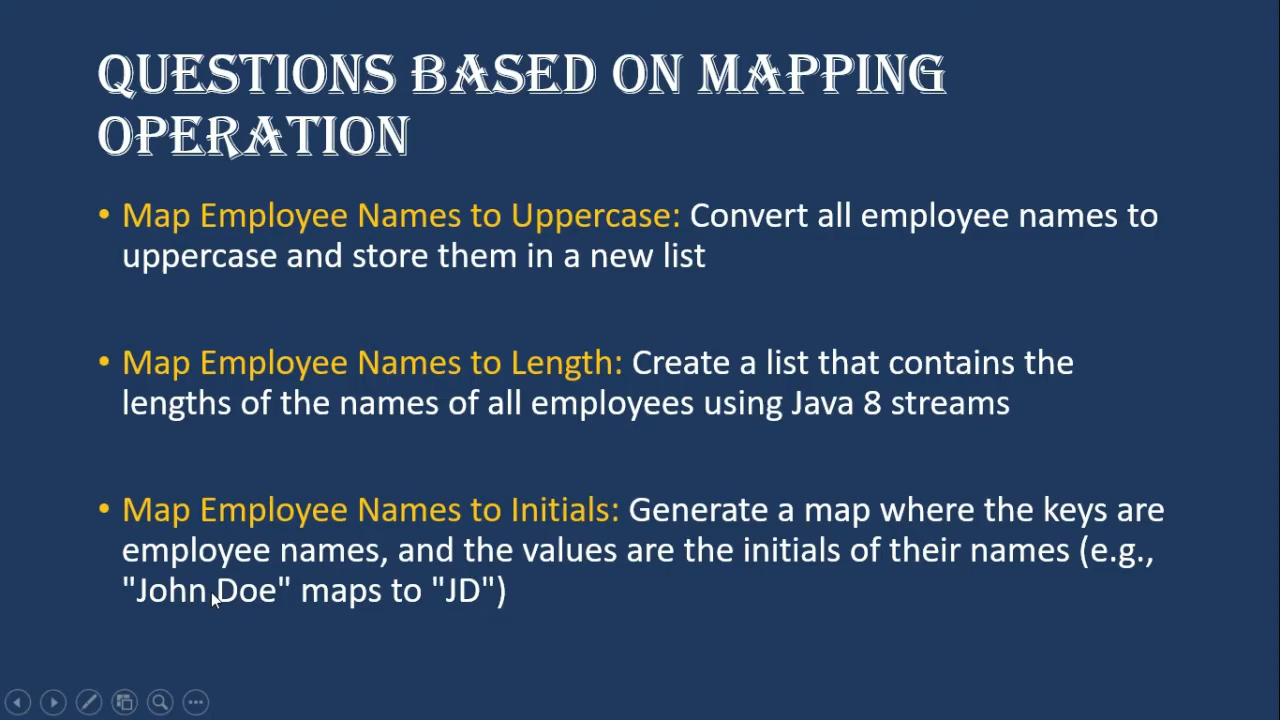 QUESTIONS BASED ON MAPPING
OPERATION
• Map Employee Names to Uppercase: Convert all employee names to
uppercase and store them in a new list
• Map Employee Names to Length: Create a list that contains the
lengths of the names of all employees using Java 8 streams
• Map Employee Names to Initials: Generate a map where the keys are
employee names, and the values are the initials of their names (e.g.,
"John Doe" maps to "JD")